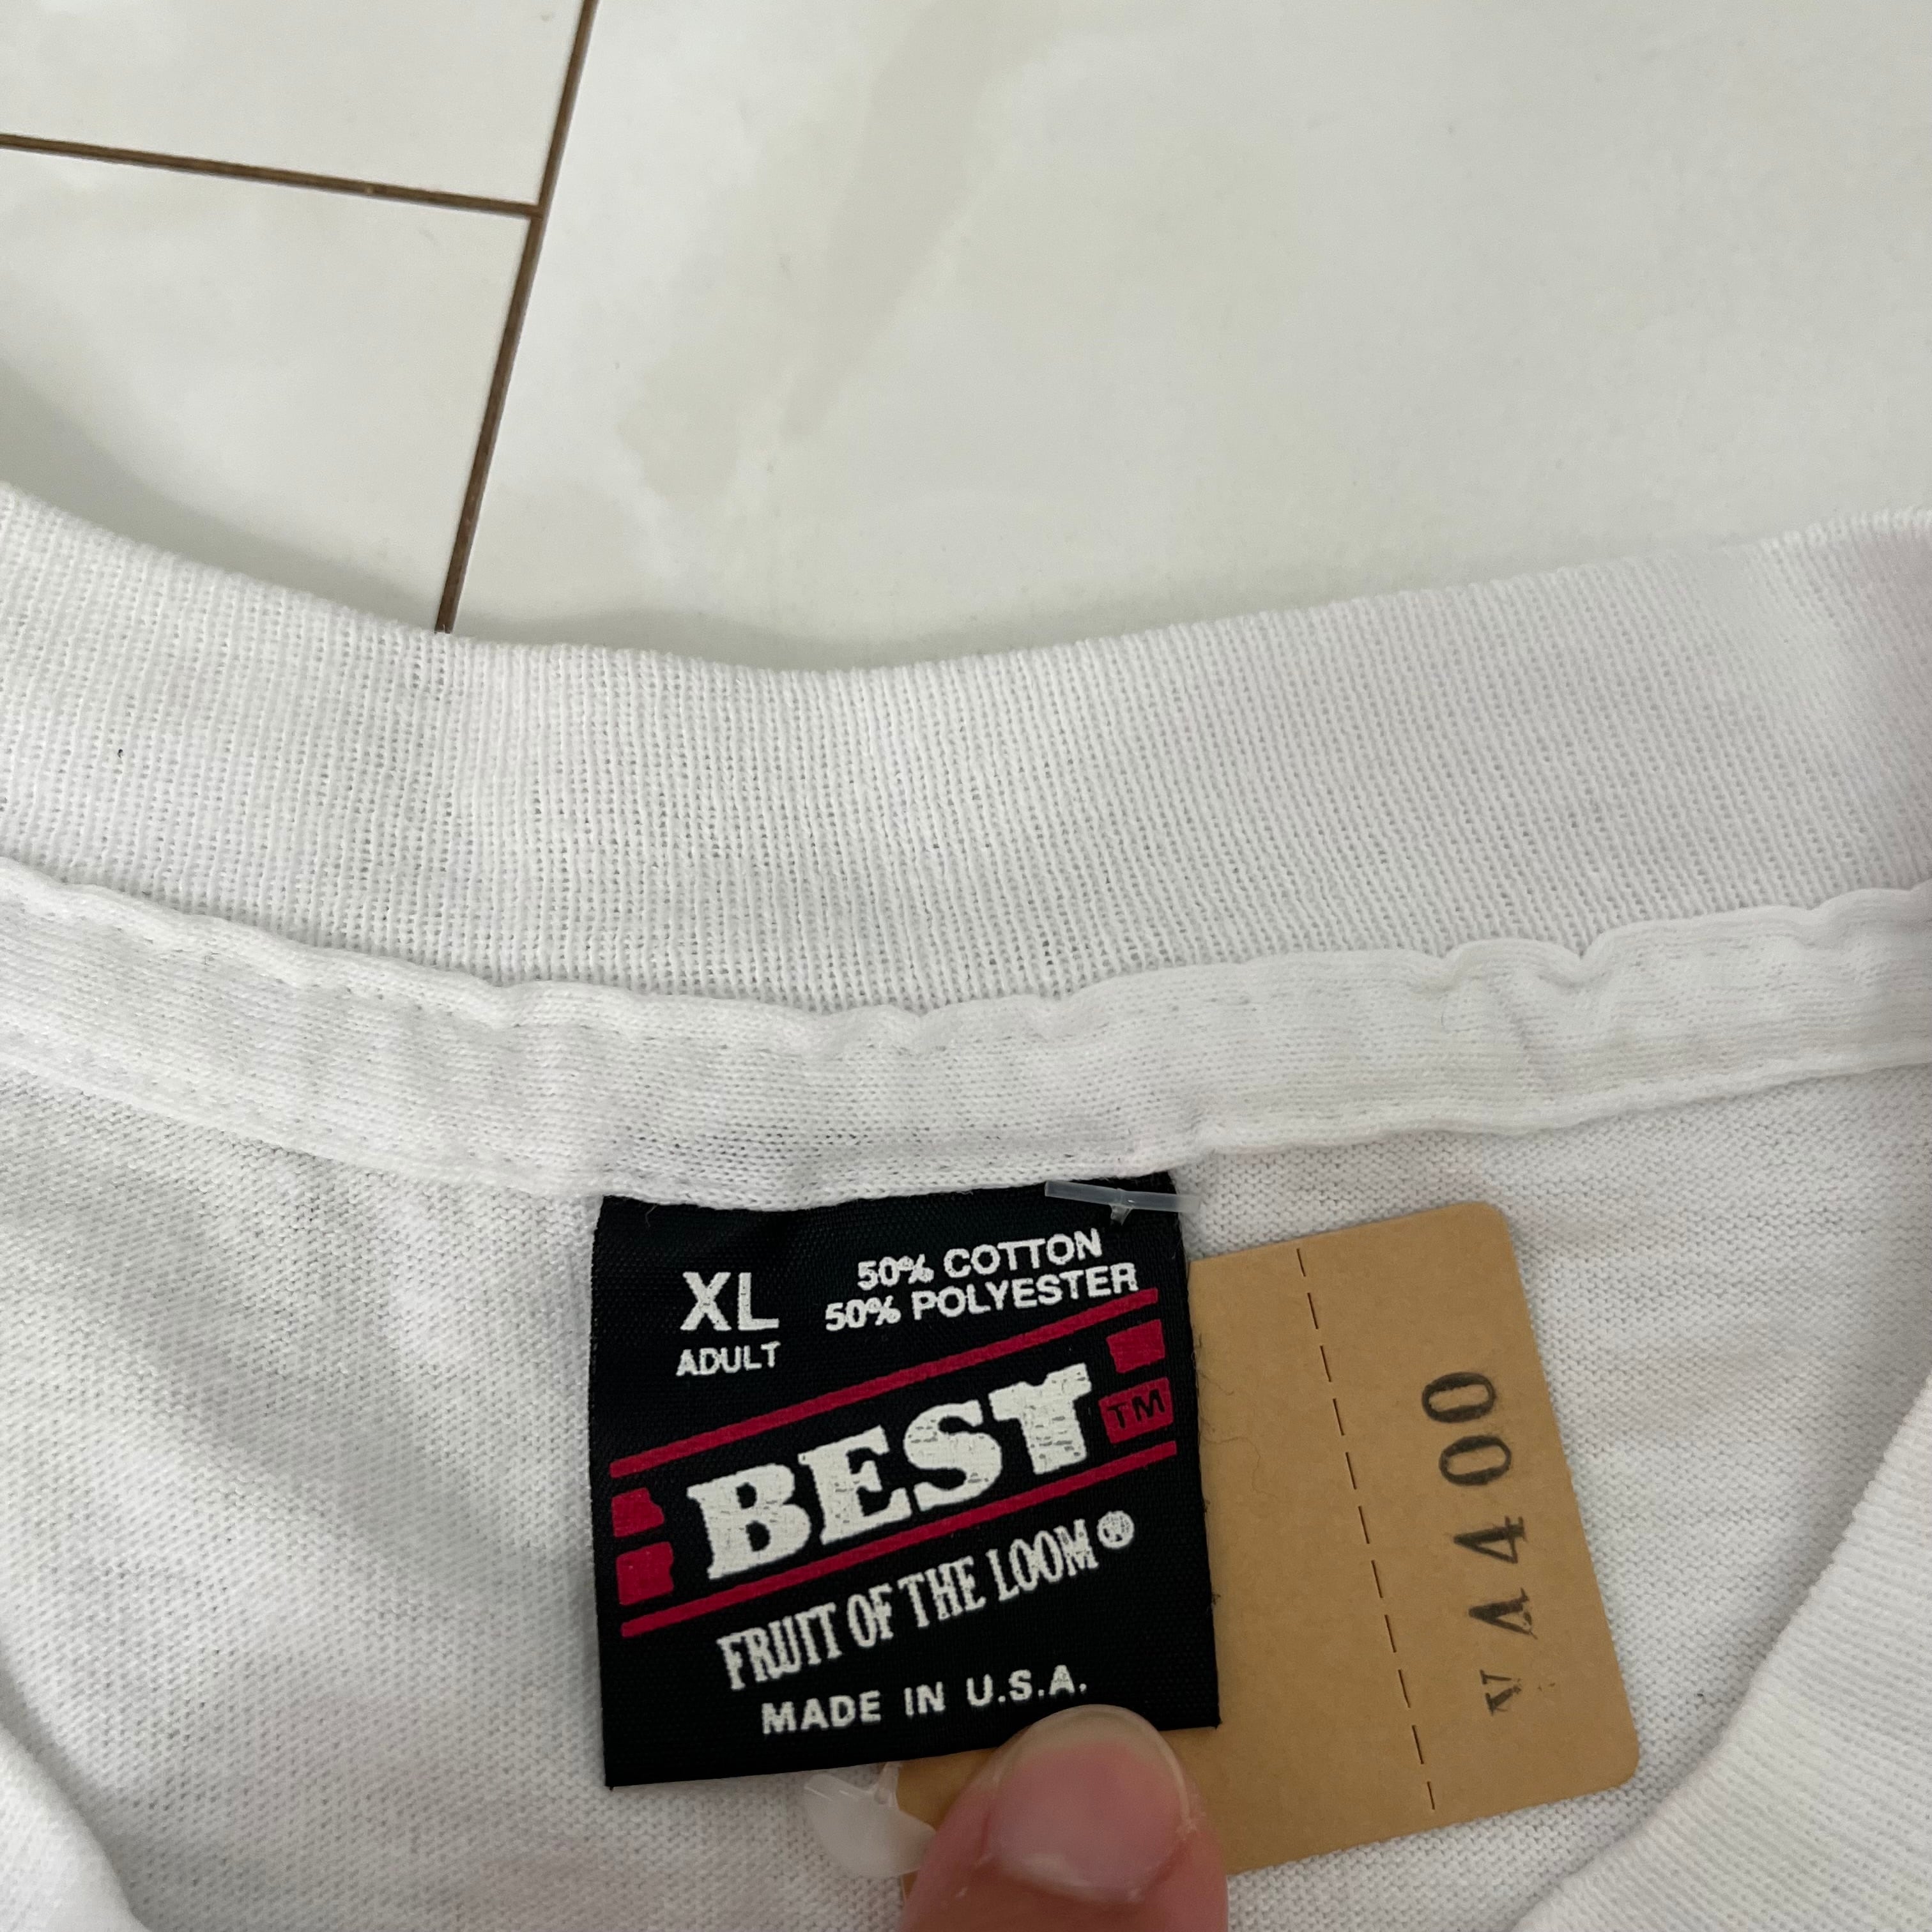 XL
ADULT
50% COTTON
50% POLYESTER
BEST™
FRUIT OF THE LOOM®
MADE IN U.S.A.
4400